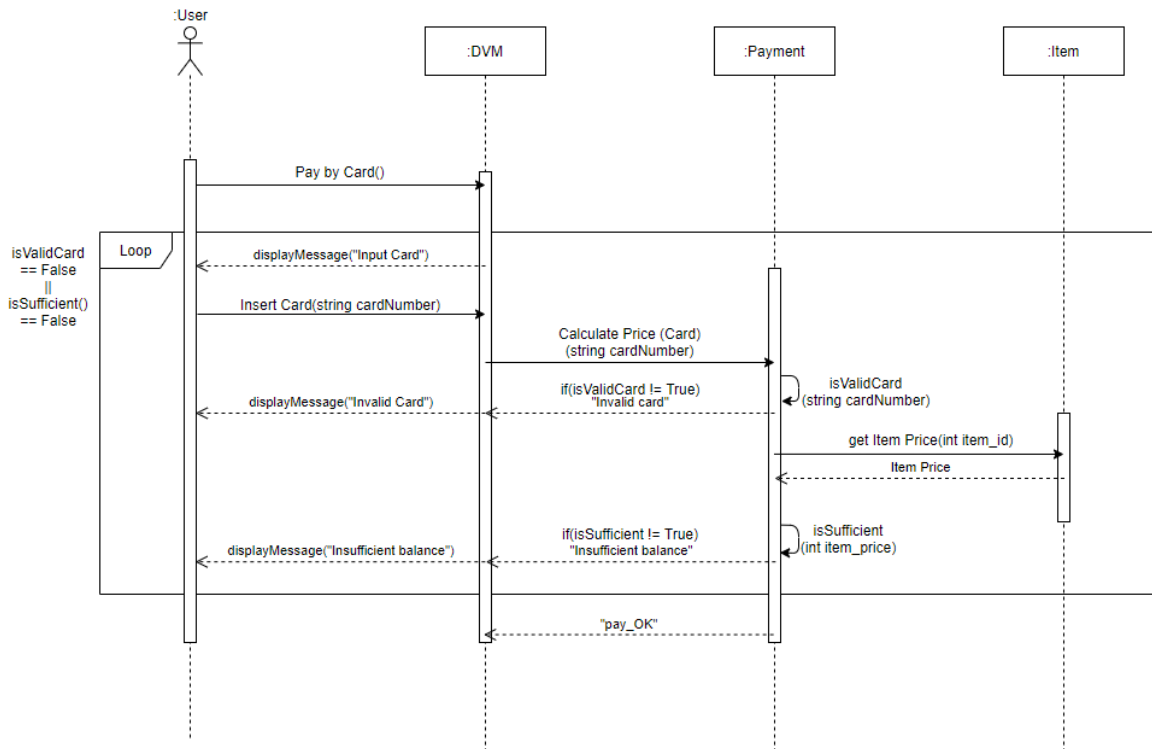 :User
:DVM
:Payment
:Item
Pay by Card()
Loop
isValidCard
== False
||
isSufficient()
== False
displayMessage("Input Card")
Insert Card(string cardNumber)
Calculate Price (Card)
(string cardNumber)
isValidCard
(string cardNumber)
if(isValidCard != True)
"Invalid card"
displayMessage("Invalid Card")
get Item Price(int item_id)
Item Price
isSufficient
(int item_price)
if(isSufficient != True)
"Insufficient balance"
displayMessage("Insufficient balance")
"pay_OK"